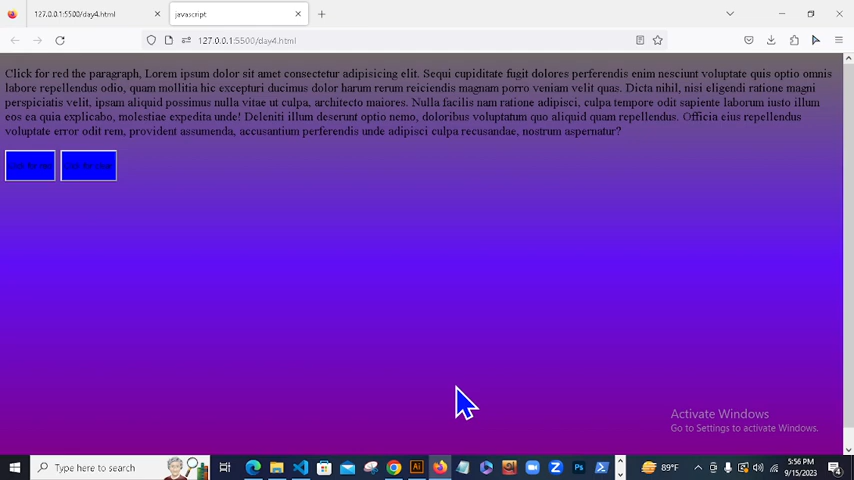 127.0.0.1:5500/day4.html
javascript
127.0.0.1:5500/day4.html
Click for red the paragraph, Lorem ipsum dolor sit amet consectetur adipisicing elit. Sequi cupiditate fugit dolores perferendis enim nesciunt voluptate quis optio omnis
labore repellendus odio, quam mollitia hic excepturi ducimus dolor harum rerum reiciendis magnam porro veniam velit quas. Dicta nihil, nisi eligendi ratione magni
perspiciatis velit, ipsam aliquid possimus nulla vitae ut culpa, architecto maiores. Nulla facilis nam ratione adipisci, culpa tempore odit sapiente laborum iusto illum
eos ea quia explicabo, molestiae expedita unde! Deleniti illum deserunt optio nemo, doloribus voluptatum quo aliquid quam repellendus. Officia eius repellendus
voluptate error odit rem, provident assumenda, accusantium perferendis unde adipisci culpa recusandae, nostrum aspernatur?
Click for Click for
Activate Windows
Go to Settings to activate Windows.
Type here to search
89°F
5:56 PM
9/15/2023
4